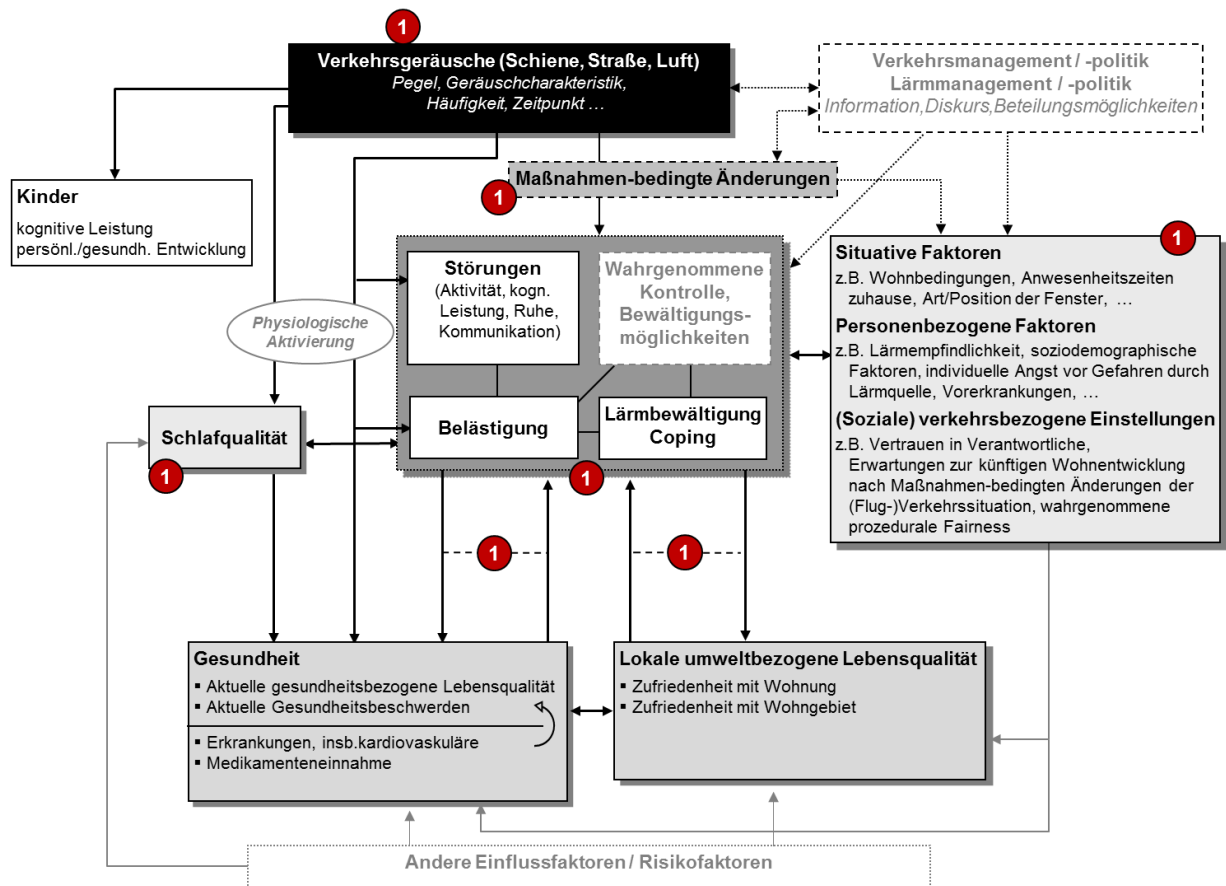 1
Verkehrsgeräusche (Schiene, Straße, Luft)
Pegel, Geräuschcharakteristik,
Häufigkeit, Zeitpunkt ...
Verkehrsmanagement / -politik
Lärmmanagement / -politik
Information,Diskurs,Beteilungsmöglichkeiten
1
Maßnahmen-bedingte Änderungen
Kinder
kognitive Leistung
persönl./gesundh. Entwicklung
Störungen
(Aktivität, kogn.
Leistung, Ruhe,
Kommunikation)
Wahrgenommene
Kontrolle,
Bewältigungs-
möglichkeiten
Physiologische
Aktivierung
1
Situative Faktoren
z.B. Wohnbedingungen, Anwesenheitszeiten
zuhause, Art/Position der Fenster, ...
Personenbezogene Faktoren
z.B. Lärmempfindlichkeit, soziodemographische
Faktoren, individuelle Angst vor Gefahren durch
Lärmquelle, Vorerkrankungen, ...
(Soziale) verkehrsbezogene Einstellungen
z.B. Vertrauen in Verantwortliche,
Erwartungen zur künftigen Wohnentwicklung
nach Maßnahmen-bedingten Änderungen der
(Flug-)Verkehrssituation, wahrgenommene
prozedurale Fairness
Schlafqualität
1
Belästigung
Lärmbewältigung
Coping
1
1
1
Gesundheit
▪ Aktuelle gesundheitsbezogene Lebensqualität
▪ Aktuelle Gesundheitsbeschwerden
▪ Erkrankungen, insb.kardiovaskuläre
▪ Medikamenteneinnahme
Lokale umweltbezogene Lebensqualität
▪ Zufriedenheit mit Wohnung
▪ Zufriedenheit mit Wohngebiet
Andere Einflussfaktoren / Risikofaktoren